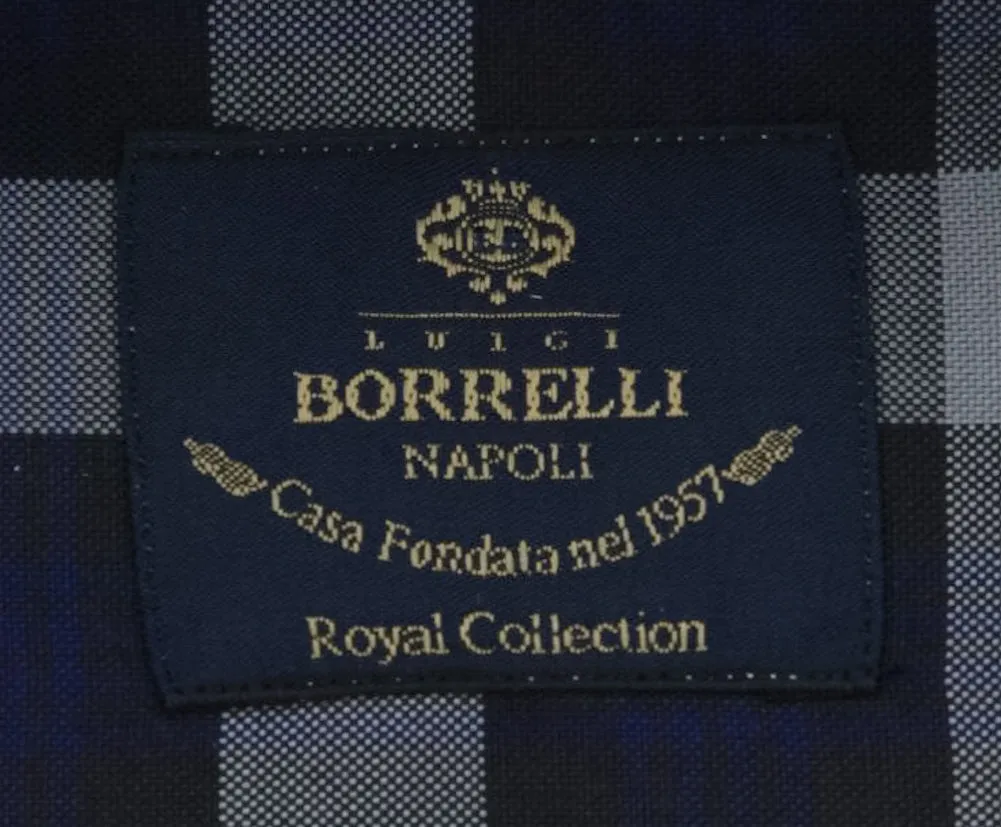 LUIGI
BORRELLI
NAPOLI
Casa Fondata nel 1957
Royal Collection